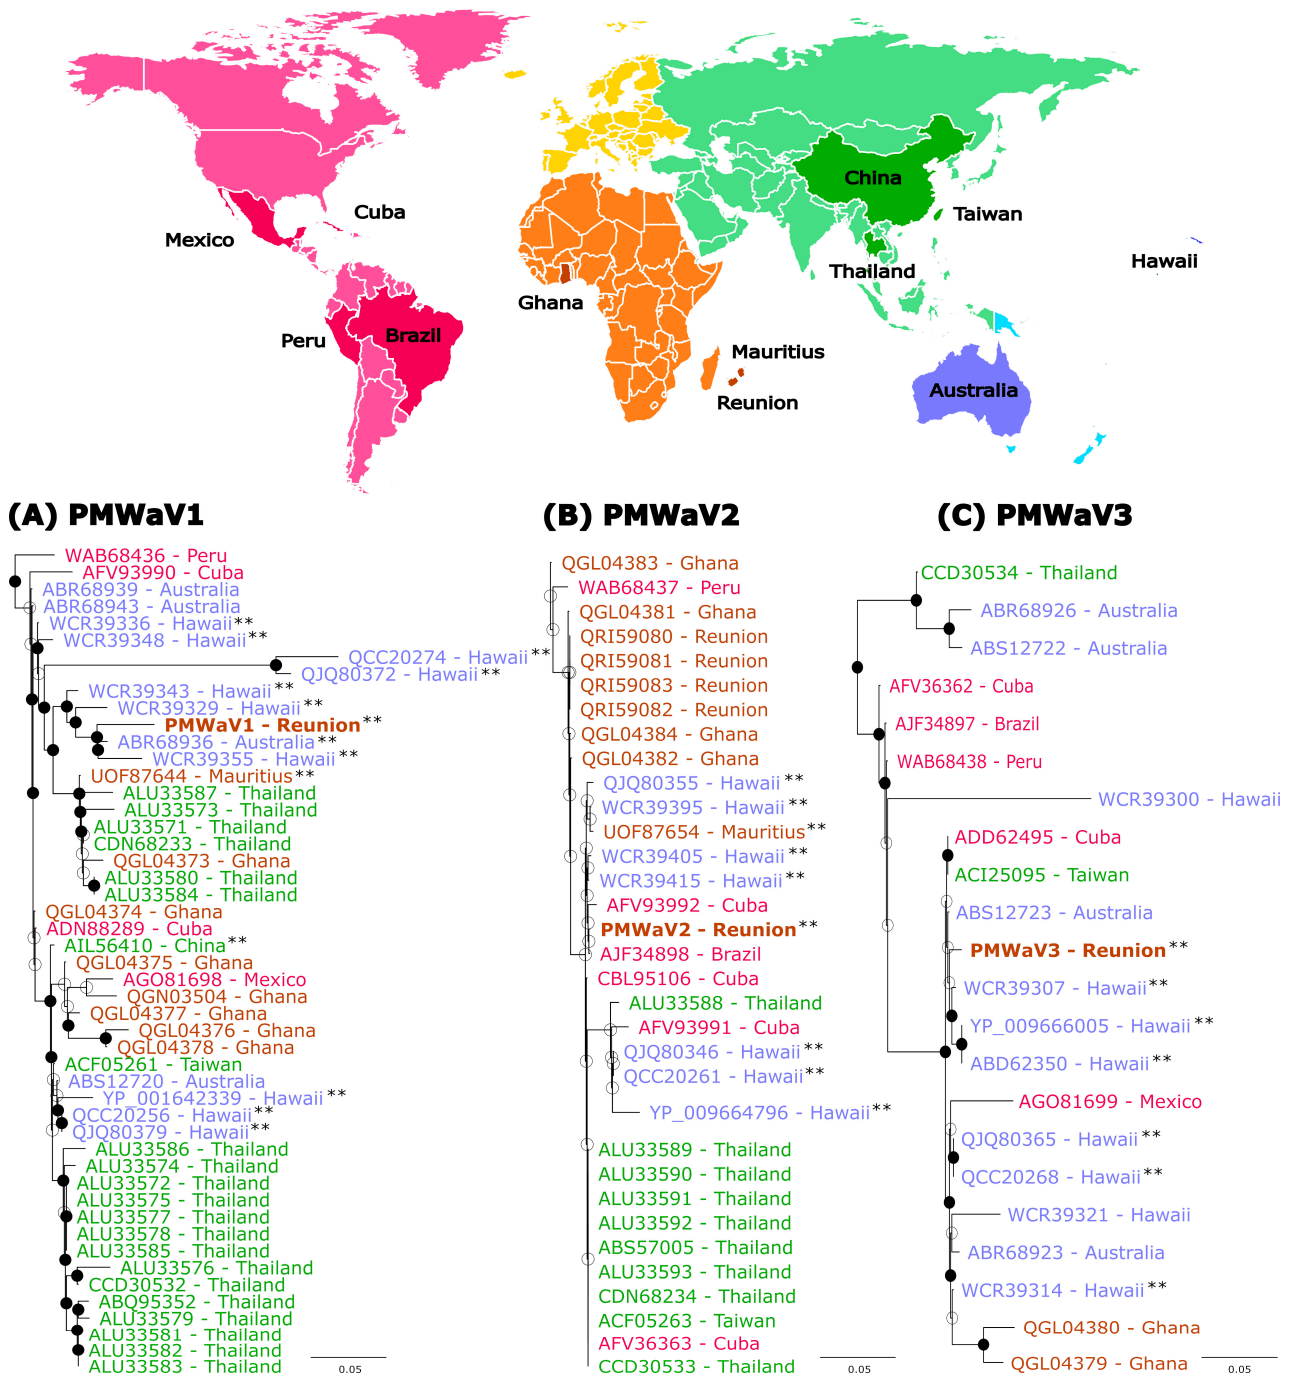 Cuba
Mexico
Peru
Brazil
Ghana
Mauritius
Reunion
China
Taiwan
Thailand
Hawaii
Australia
(A) PMWaV1
WAB68436 - Peru
AFV93990 - Cuba
ABR68939 - Australia
ABR68943 - Australia
WCR39336 - Hawaii**
WCR39348 - Hawaii**
QCC20274 - Hawaii**
QJQ80372 - Hawaii**
WCR39343 - Hawaii**
WCR39329 - Hawaii**
PMWaV1 - Reunion**
ABR68936 - Australia**
WCR39355 - Hawaii**
UOF87644 - Mauritius**
ALU33587 - Thailand
ALU33573 - Thailand
ALU33571 - Thailand
CDN68233 - Thailand
QGL04373 - Ghana
ALU33580 - Thailand
ALU33584 - Thailand
QGL04374 - Ghana
ADN88289 - Cuba
AIL56410 - China**
QGL04375 - Ghana
AGO81698 - Mexico
QGN03504 - Ghana
QGL04377 - Ghana
QGL04376 - Ghana
QGL04378 - Ghana
ACF05261 - Taiwan
ABS12720 - Australia
YP_001642339 - Hawaii**
QCC20256 - Hawaii**
QJQ80379 - Hawaii**
ALU33586 - Thailand
ALU33574 - Thailand
ALU33572 - Thailand
ALU33575 - Thailand
ALU33577 - Thailand
ALU33578 - Thailand
ALU33585 - Thailand
ALU33576 - Thailand
CCD30532 - Thailand
ABQ95352 - Thailand
ALU33579 - Thailand
ALU33581 - Thailand
ALU33582 - Thailand
ALU33583 - Thailand
0.05
(B) PMWaV2
QGL04383 - Ghana
WAB68437 - Peru
QGL04381 - Ghana
QRI59080 - Reunion
QRI59081 - Reunion
QRI59083 - Reunion
QRI59082 - Reunion
QGL04384 - Ghana
QGL04382 - Ghana
QJQ80355 - Hawaii**
WCR39395 - Hawaii**
UOF87654 - Mauritius**
WCR39405 - Hawaii**
WCR39415 - Hawaii**
AFV93992 - Cuba
PMWaV2 - Reunion**
AJF34898 - Brazil
CBL95106 - Cuba
ALU33588 - Thailand
AFV93991 - Cuba
QJQ80346 - Hawaii**
QCC20261 - Hawaii**
YP_009664796 - Hawaii**
ALU33589 - Thailand
ALU33590 - Thailand
ALU33591 - Thailand
ALU33592 - Thailand
ABS57005 - Thailand
ALU33593 - Thailand
CDN68234 - Thailand
ACF05263 - Taiwan
AFV36363 - Cuba
CCD30533 - Thailand
0.05
(C) PMWaV3
CCD30534 - Thailand
ABR68926 - Australia
ABS12722 - Australia
AFV36362 - Cuba
AJF34897 - Brazil
WAB68438 - Peru
WCR39300 - Hawaii
ADD62495 - Cuba
ACI25095 - Taiwan
ABS12723 - Australia
PMWaV3 - Reunion**
WCR39307 - Hawaii**
YP_009666005 - Hawaii**
ABD62350 - Hawaii**
AGO81699 - Mexico
QJQ80365 - Hawaii**
QCC20268 - Hawaii**
WCR39321 - Hawaii
ABR68923 - Australia
WCR39314 - Hawaii**
QGL04380 - Ghana
QGL04379 - Ghana
0.05